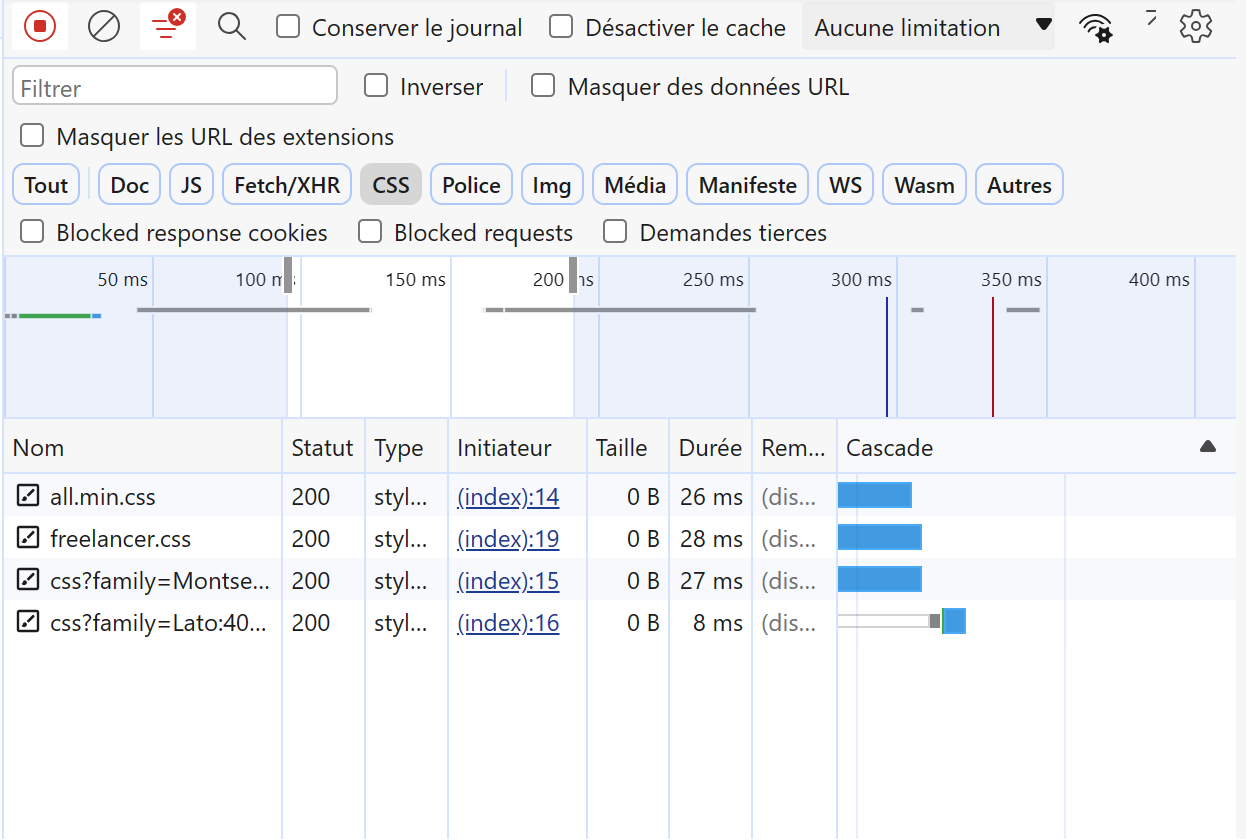 Conserver le journal Désactiver le cache Aucune limitation
Filtrer Inverser Masquer des données URL
Masquer les URL des extensions
Tout Doc JS Fetch/XHR CSS Police Img Média Manifeste WS Wasm Autres
Blocked response cookies Blocked requests Demandes tierces
50 ms 100 m 150 ms 200 ms 250 ms 300 ms 350 ms 400 ms
Nom Statut Type Initiateur Taille Durée Rem... Cascade
all.min.css 200 styl... (index):14 0 B 26 ms (dis...
freelancer.css 200 styl... (index):19 0 B 28 ms (dis...
css?family=Montse... 200 styl... (index):15 0 B 27 ms (dis...
css?family=Lato:40... 200 styl... (index):16 0 B 8 ms (dis...